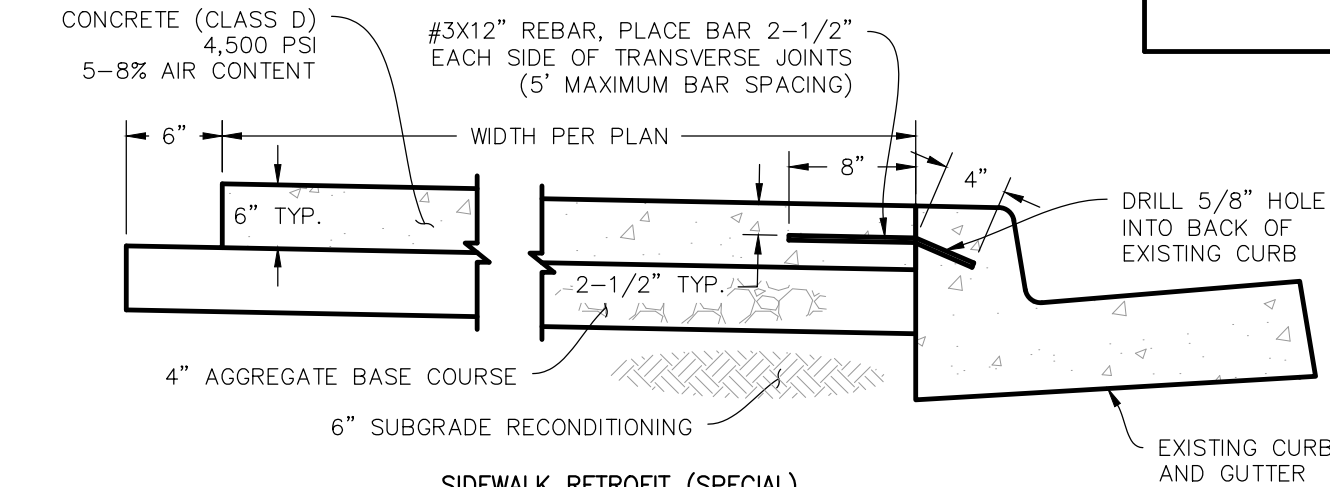 CONCRETE (CLASS D)
4,500 PSI
5–8% AIR CONTENT
#3X12” REBAR, PLACE BAR 2–1/2”
EACH SIDE OF TRANSVERSE JOINTS
(5’ MAXIMUM BAR SPACING)
6”
WIDTH PER PLAN
8”
4”
6” TYP.
DRILL 5/8” HOLE
INTO BACK OF
EXISTING CURB
2–1/2” TYP.
4” AGGREGATE BASE COURSE
6” SUBGRADE RECONDITIONING
EXISTING CURB
AND GUTTER
SIDEWALK RETROFIT (SPECIAL)